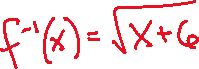 f⁻¹(x) = √(x+6)